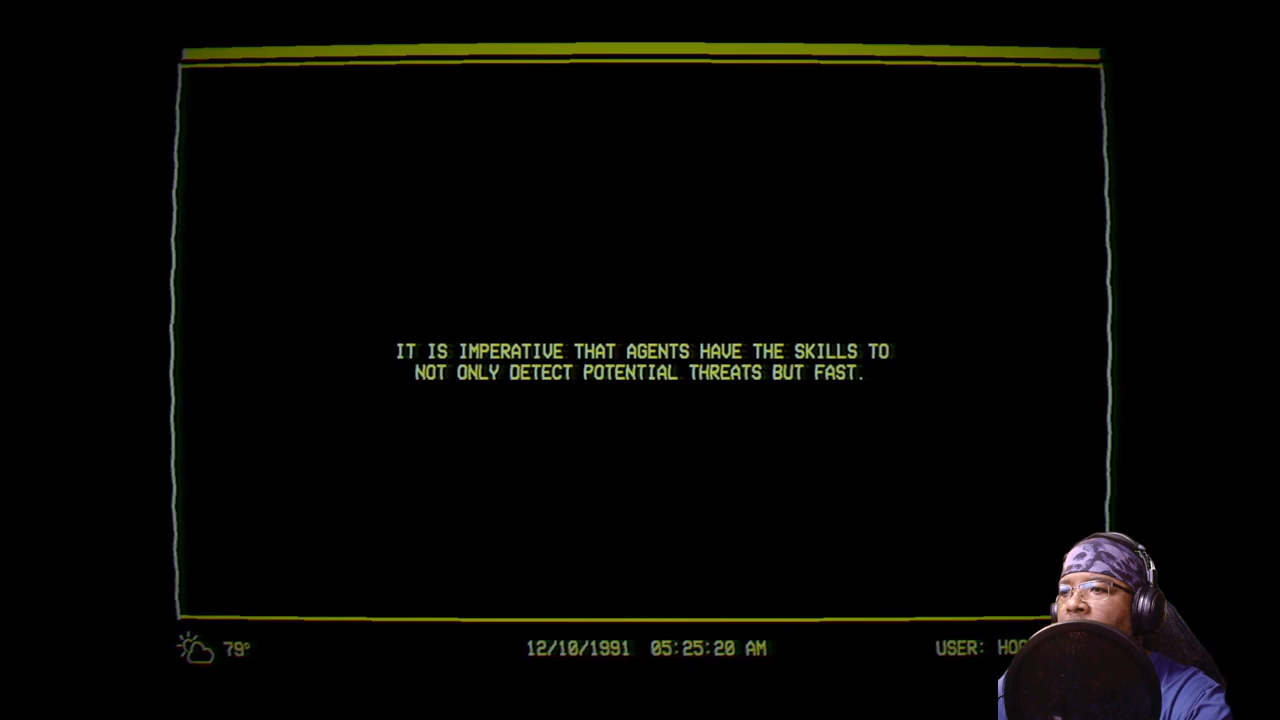 IT IS IMPERATIVE THAT AGENTS HAVE THE SKILLS TO
NOT ONLY DETECT POTENTIAL THREATS BUT FAST.
79° 12/10/1991 05:25:20 AM USER: